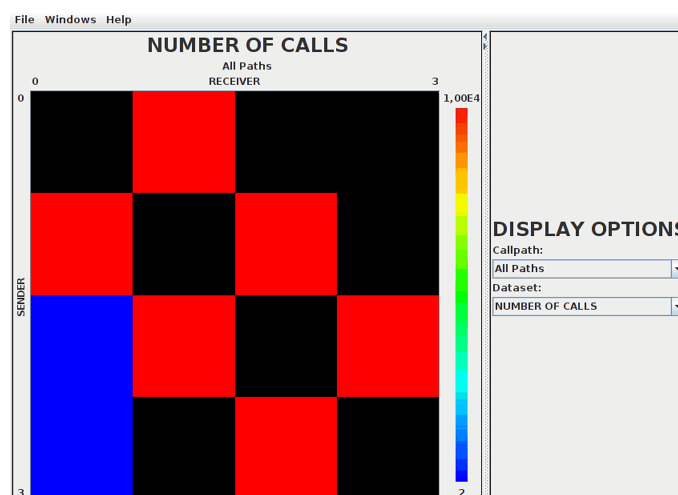 File Windows Help
NUMBER OF CALLS
All Paths
0 RECEIVER 3
0
1,00E4
SENDER
3
2
DISPLAY OPTIONS
Callpath:
All Paths
Dataset:
NUMBER OF CALLS